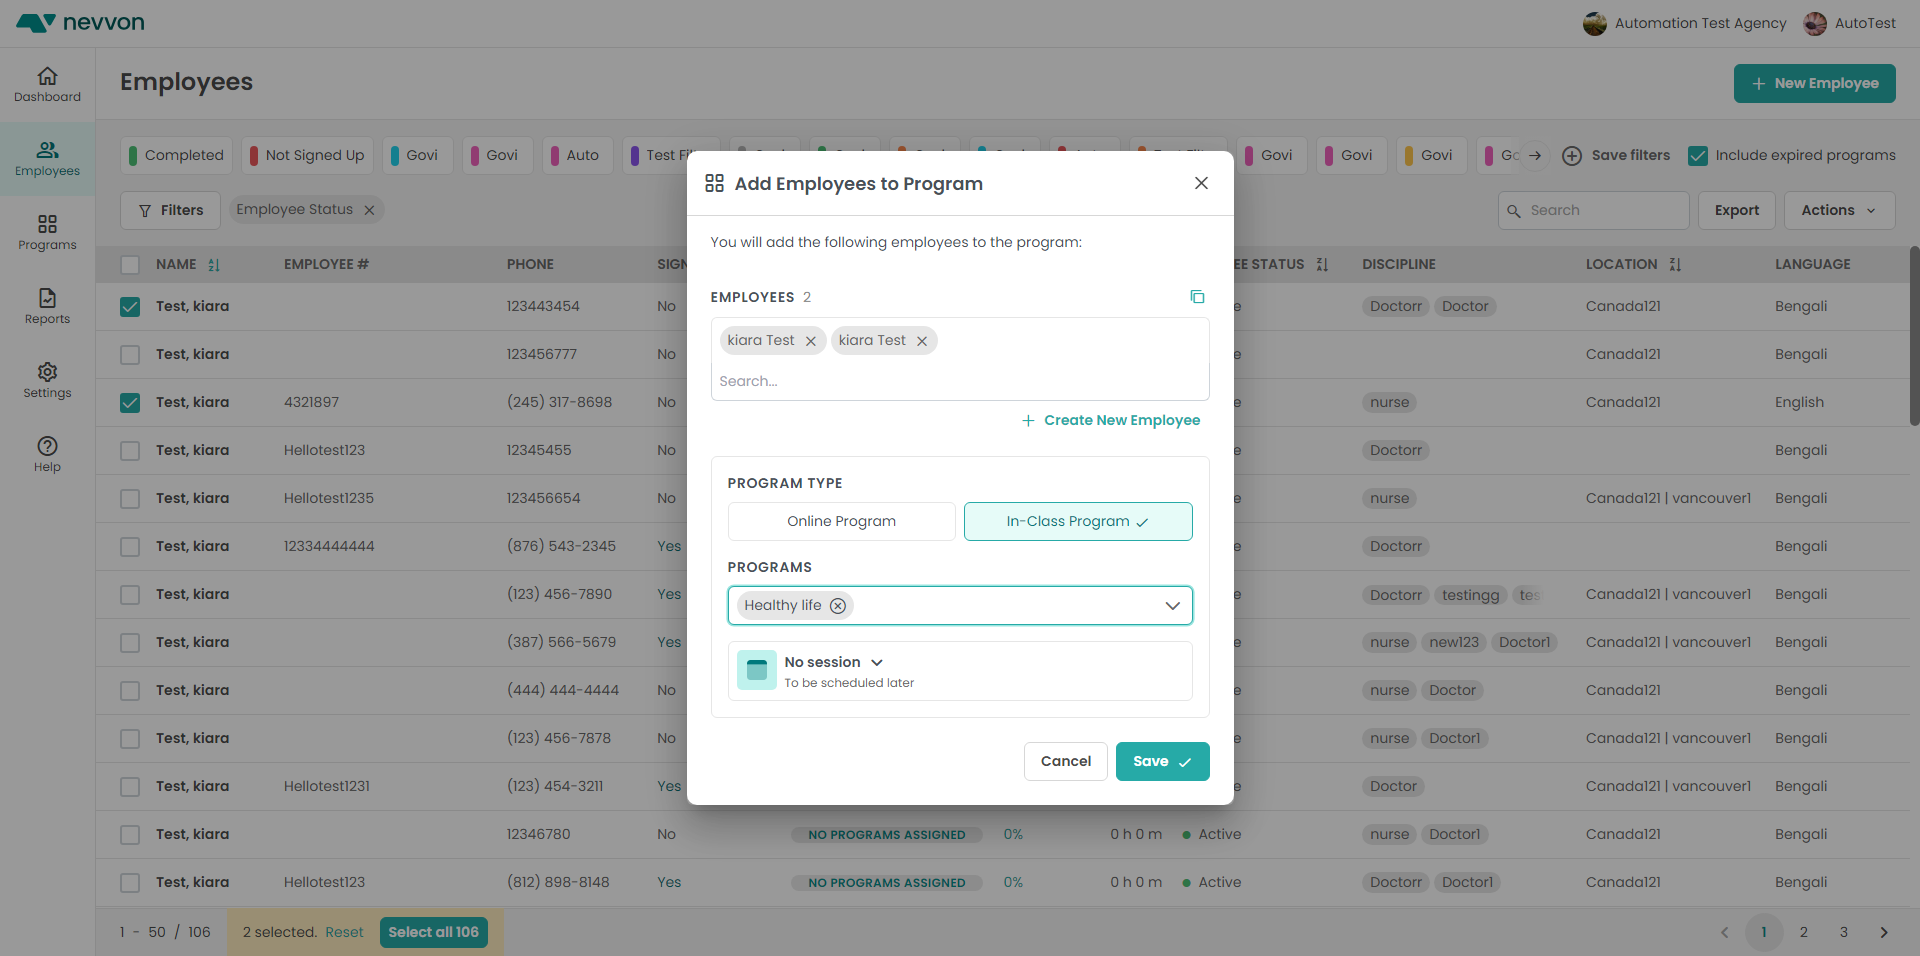 nevvon
Automation Test Agency
AutoTest
Dashboard
Employees
Programs
Reports
Settings
Help
Employees
New Employee
Completed
Not Signed Up
Govi
Govi
Auto
Govi
Govi
Govi
Save filters
Include expired programs
Filters
Employee Status
Search
Export
Actions
NAME EMPLOYEE # PHONE DISCIPLINE LOCATION LANGUAGE
Test, kiara 123443454 No Doctorr Doctor Canada121 Bengali
Test, kiara 123456777 No Canada121 Bengali
Test, kiara 4321897 (245) 317-8698 No nurse Canada121 English
Test, kiara Hellotest123 12345455 No Doctorr Bengali
Test, kiara Hellotest1235 123456654 No nurse Canada121 | vancouver1 Bengali
Test, kiara 12334444444 (876) 543-2345 Yes Doctorr Bengali
Test, kiara (123) 456-7890 Yes Doctorr testingg Canada121 | vancouver1 Bengali
Test, kiara (387) 566-5679 Yes nurse new123 Doctor1 Canada121 | vancouver1 Bengali
Test, kiara (444) 444-4444 No nurse Doctor Canada121 Bengali
Test, kiara (123) 456-7878 No nurse Doctor1 Canada121 | vancouver1 Bengali
Test, kiara Hellotest1231 (123) 454-3211 Yes Doctor Canada121 | vancouver1 Bengali
Test, kiara 12346780 No NO PROGRAMS ASSIGNED 0% 0 h 0 m Active nurse Doctor1 Canada121 Bengali
Test, kiara Hellotest123 (812) 898-8148 Yes NO PROGRAMS ASSIGNED 0% 0 h 0 m Active Doctorr Doctor1 Canada121 Bengali
1 - 50 / 106
2 selected. Reset
Select all 106
1 2 3
Add Employees to Program
You will add the following employees to the program:
EMPLOYEES 2
kiara Test
kiara Test
Search...
Create New Employee
PROGRAM TYPE
Online Program
In-Class Program
PROGRAMS
Healthy life
No session
To be scheduled later
Cancel
Save